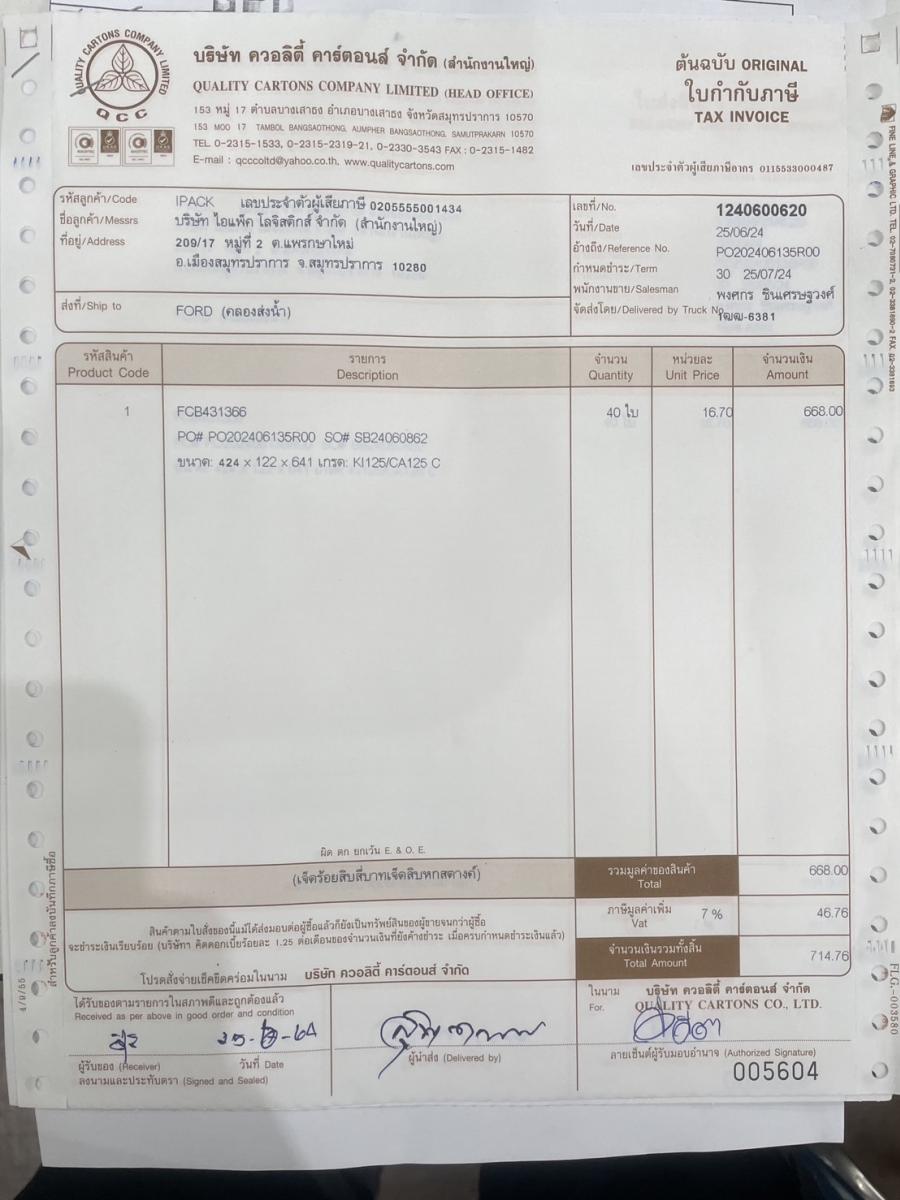 QUALITY CARTONS COMPANY LIMITED
QCC
บริษัท ควอลิตี้ คาร์ตอนส์ จำกัด (สำนักงานใหญ่)
QUALITY CARTONS COMPANY LIMITED (HEAD OFFICE)
153 หมู่ 17 ตำบลบางเสาธง อำเภอบางเสาธง จังหวัดสมุทรปราการ 10570
153 MOO 17 TAMBOL BANGSAOTHONG, AUMPHER BANGSAOTHONG, SAMUTPRAKARN 10570
TEL 0-2315-1533, 0-2315-2319-21, 0-2330-3543 FAX : 0-2315-1482
E-mail : qcccoltd@yahoo.co.th, www.qualitycartons.com
ต้นฉบับ ORIGINAL
ใบกำกับภาษี
TAX INVOICE
เลขประจำตัวผู้เสียภาษีอากร 0115533000487
รหัสลูกค้า/Code IPACK เลขประจำตัวผู้เสียภาษี 0205555001434
ชื่อลูกค้า/Messrs บริษัท ไอแพ็ค โลจิสติกส์ จำกัด (สำนักงานใหญ่)
ที่อยู่/Address 209/17 หมู่ที่ 2 ต.แพรกษาใหม่
อ.เมืองสมุทรปราการ จ.สมุทรปราการ 10280
ส่งที่/Ship to FORD (คลองส่งน้ำ)
เลขที่/No. 1240600620
วันที่/Date 25/06/24
อ้างถึง/Reference No. PO202406135R00
กำหนดชำระ/Term 30 25/07/24
พนักงานขาย/Salesman พงศกร ชินเศรษฐวงศ์
จัดส่งโดย/Delivered by Truck No. 1ฒฒ-6381
รหัสสินค้า รายการ จำนวน หน่วยละ จำนวนเงิน
Product Code Description Quantity Unit Price Amount
1 FCB431366 40 ใบ 16.70 668.00
PO# PO202406135R00 SO# SB24060862
ขนาด: 424 x 122 x 641 เกรด: KI125/CA125 C
ผิด ตก ยกเว้น E. & O. E.
(เจ็ดร้อยสิบสี่บาทเจ็ดสิบหกสตางค์)
รวมมูลค่าของสินค้า 668.00
Total
ภาษีมูลค่าเพิ่ม 7 % 46.76
Vat
จำนวนเงินรวมทั้งสิ้น 714.76
Total Amount
สินค้าตามใบสั่งของนี้แม้ได้ส่งมอบต่อผู้ซื้อแล้วก็ยังเป็นทรัพย์สินของผู้ขายจนกว่าผู้ซื้อ
จะชำระเงินเรียบร้อย (บริษัทฯ คิดดอกเบี้ยร้อยละ 1.25 ต่อเดือนของจำนวนเงินที่ยังค้างชำระ เมื่อครบกำหนดชำระเงินแล้ว)
โปรดสั่งจ่ายเช็คขีดคร่อมในนาม บริษัท ควอลิตี้ คาร์ตอนส์ จำกัด
ได้รับของตามรายการในสภาพดีและถูกต้องแล้ว
Received as per above in good order and condition
ผู้รับของ (Receiver) วันที่ Date
ลงนามและประทับตรา (Signed and Sealed)
ผู้นำส่ง (Delivered by)
ในนาม บริษัท ควอลิตี้ คาร์ตอนส์ จำกัด
For. QUALITY CARTONS CO., LTD.
ลายเซ็นต์ผู้รับมอบอำนาจ (Authorized Signature)
005604
สำหรับลูกค้าลงบันทึกภาษีซื้อ
4/9/55
FLG.-003580